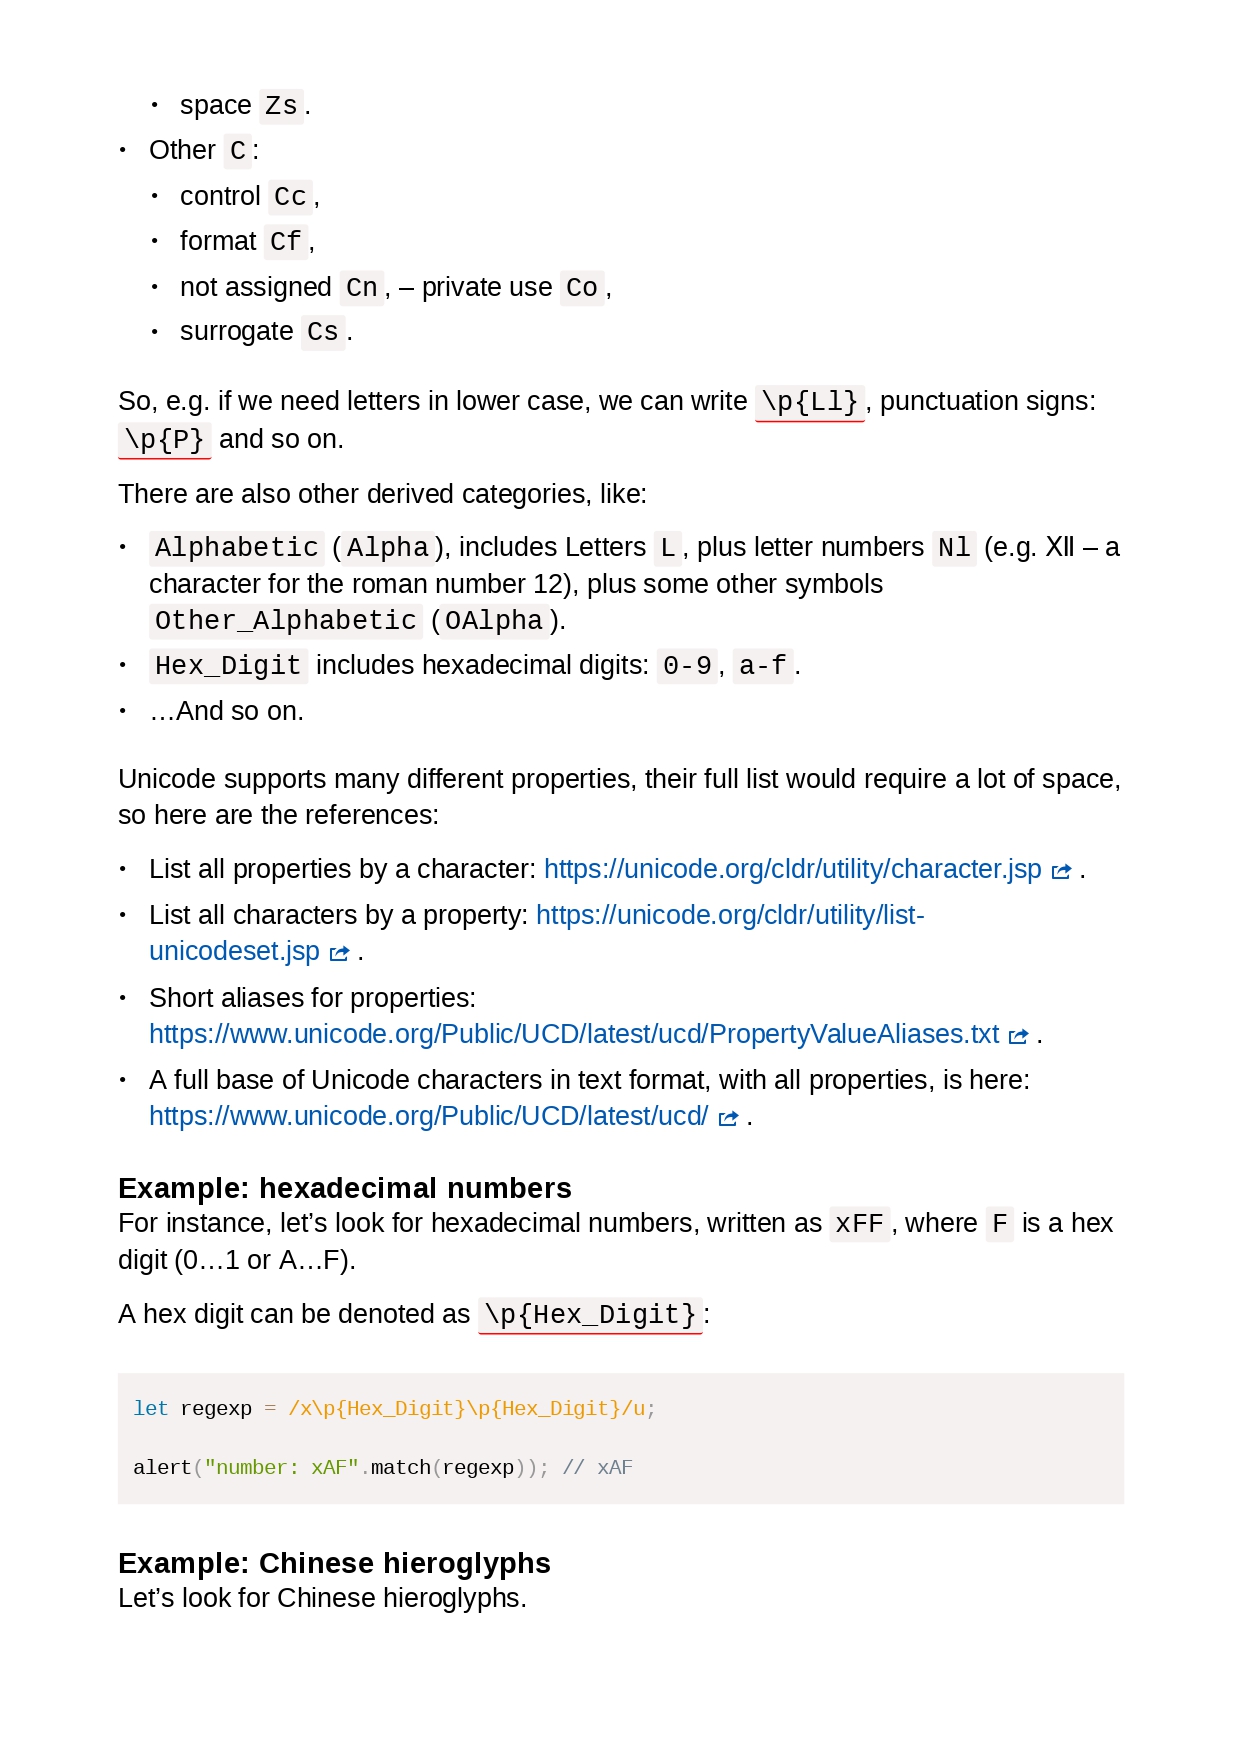 • space Zs.
• Other C:
• control Cc,
• format Cf,
• not assigned Cn, – private use Co,
• surrogate Cs.
So, e.g. if we need letters in lower case, we can write \p{Ll}, punctuation signs:
\p{P} and so on.
There are also other derived categories, like:
• Alphabetic (Alpha), includes Letters L, plus letter numbers Nl (e.g. Ⅻ – a
character for the roman number 12), plus some other symbols
Other_Alphabetic (OAlpha).
• Hex_Digit includes hexadecimal digits: 0-9, a-f.
• …And so on.
Unicode supports many different properties, their full list would require a lot of space,
so here are the references:
• List all properties by a character: https://unicode.org/cldr/utility/character.jsp .
• List all characters by a property: https://unicode.org/cldr/utility/list-
unicodeset.jsp .
• Short aliases for properties:
https://www.unicode.org/Public/UCD/latest/ucd/PropertyValueAliases.txt .
• A full base of Unicode characters in text format, with all properties, is here:
https://www.unicode.org/Public/UCD/latest/ucd/ .
Example: hexadecimal numbers
For instance, let’s look for hexadecimal numbers, written as xFF, where F is a hex
digit (0…1 or A…F).
A hex digit can be denoted as \p{Hex_Digit}:
let regexp = /x\p{Hex_Digit}\p{Hex_Digit}/u;
alert("number: xAF".match(regexp)); // xAF
Example: Chinese hieroglyphs
Let’s look for Chinese hieroglyphs.